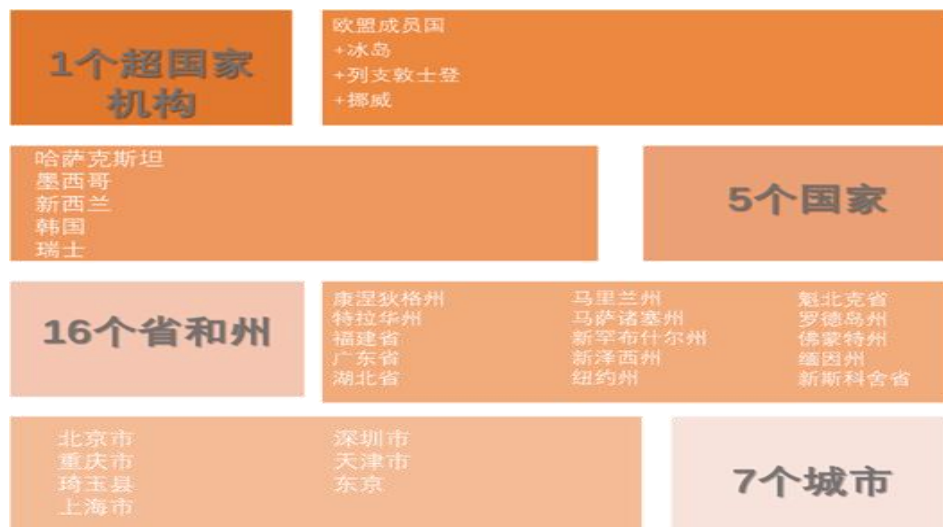 1个超国家
机构
欧盟成员国
+冰岛
+列支敦士登
+挪威
哈萨克斯坦
墨西哥
新西兰
韩国
瑞士
5个国家
16个省和州
康涅狄格州
特拉华州
福建省
广东省
湖北省
马里兰州
马萨诸塞州
新罕布什尔州
新泽西州
纽约州
魁北克省
罗德岛州
佛蒙特州
缅因州
新斯科舍省
北京市
重庆市
琦玉县
上海市
深圳市
天津市
东京
7个城市